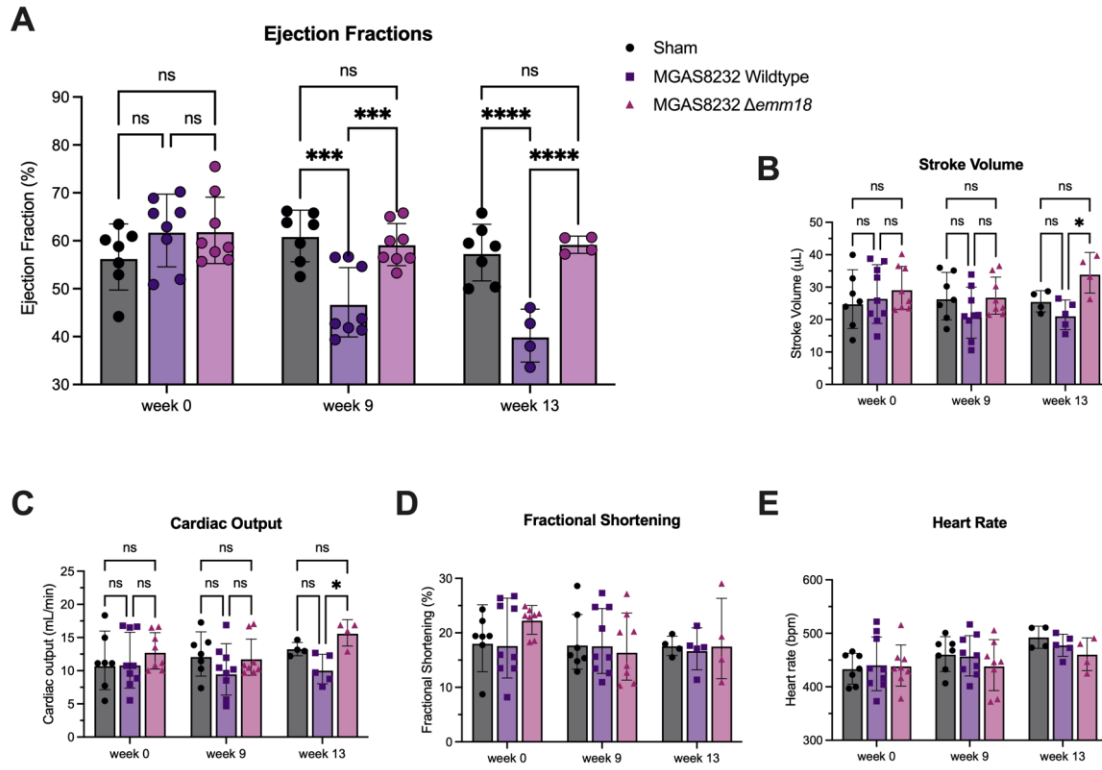 A
Ejection Fractions
Sham
MGAS8232 Wildtype
MGAS8232 Δemm18
ns
ns
ns
ns
***
***
ns
****
****
Ejection Fraction (%)
90
80
70
60
50
40
30
week 0
week 9
week 13
B
Stroke Volume
ns
ns
ns
ns
ns
ns
ns
ns
*
Stroke Volume (μL)
50
40
30
20
10
0
week 0
week 9
week 13
C
Cardiac Output
ns
ns
ns
ns
ns
ns
ns
ns
*
Cardiac output (mL/min)
25
20
15
10
5
0
week 0
week 9
week 13
D
Fractional Shortening
Fractional Shortening (%)
30
20
10
0
week 0
week 9
week 13
E
Heart Rate
Heart rate (bpm)
600
500
400
300
week 0
week 9
week 13